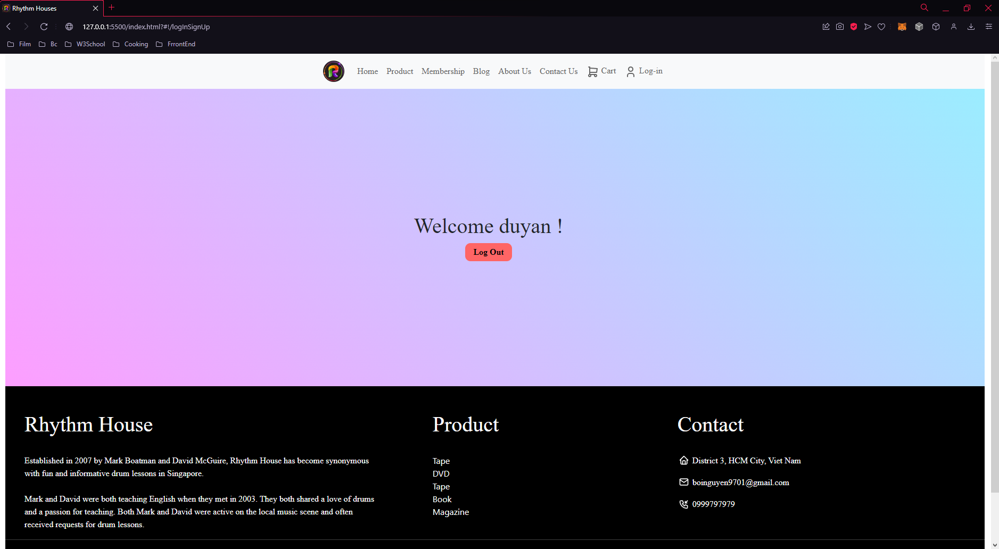 Rhythm Houses
127.0.0.1:5500/index.html?#!/logInSignUp
Film Bc W3School Cooking FrrontEnd
R Home Product Membership Blog About Us Contact Us Cart Log-in
Welcome duyan !
Log Out
Rhythm House
Established in 2007 by Mark Boatman and David McGuire, Rhythm House has become synonymous
with fun and informative drum lessons in Singapore.
Mark and David were both teaching English when they met in 2003. They both shared a love of drums
and a passion for teaching. Both Mark and David were active on the local music scene and often
received requests for drum lessons.
Product
Tape
DVD
Tape
Book
Magazine
Contact
District 3, HCM City, Viet Nam
boinguyen9701@gmail.com
0999797979